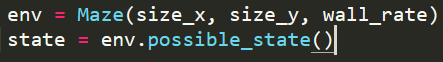 env = Maze(size_x, size_y, wall_rate)
state = env.possible_state()